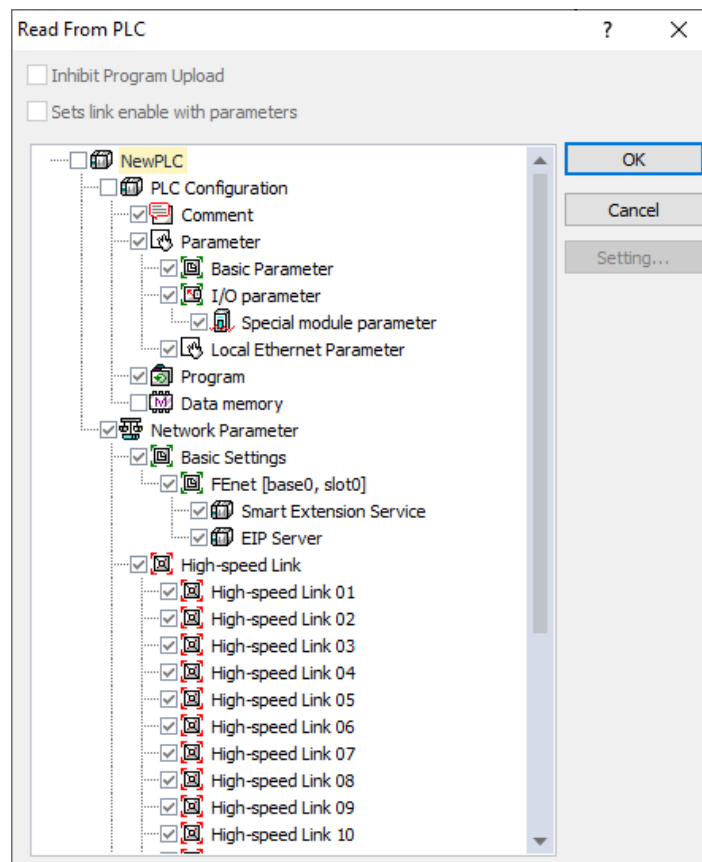 Read From PLC
Inhibit Program Upload
Sets link enable with parameters
NewPLC
PLC Configuration
Comment
Parameter
Basic Parameter
I/O parameter
Special module parameter
Local Ethernet Parameter
Program
Data memory
Network Parameter
Basic Settings
FEnet [base0, slot0]
Smart Extension Service
EIP Server
High-speed Link
High-speed Link 01
High-speed Link 02
High-speed Link 03
High-speed Link 04
High-speed Link 05
High-speed Link 06
High-speed Link 07
High-speed Link 08
High-speed Link 09
High-speed Link 10
OK
Cancel
Setting...